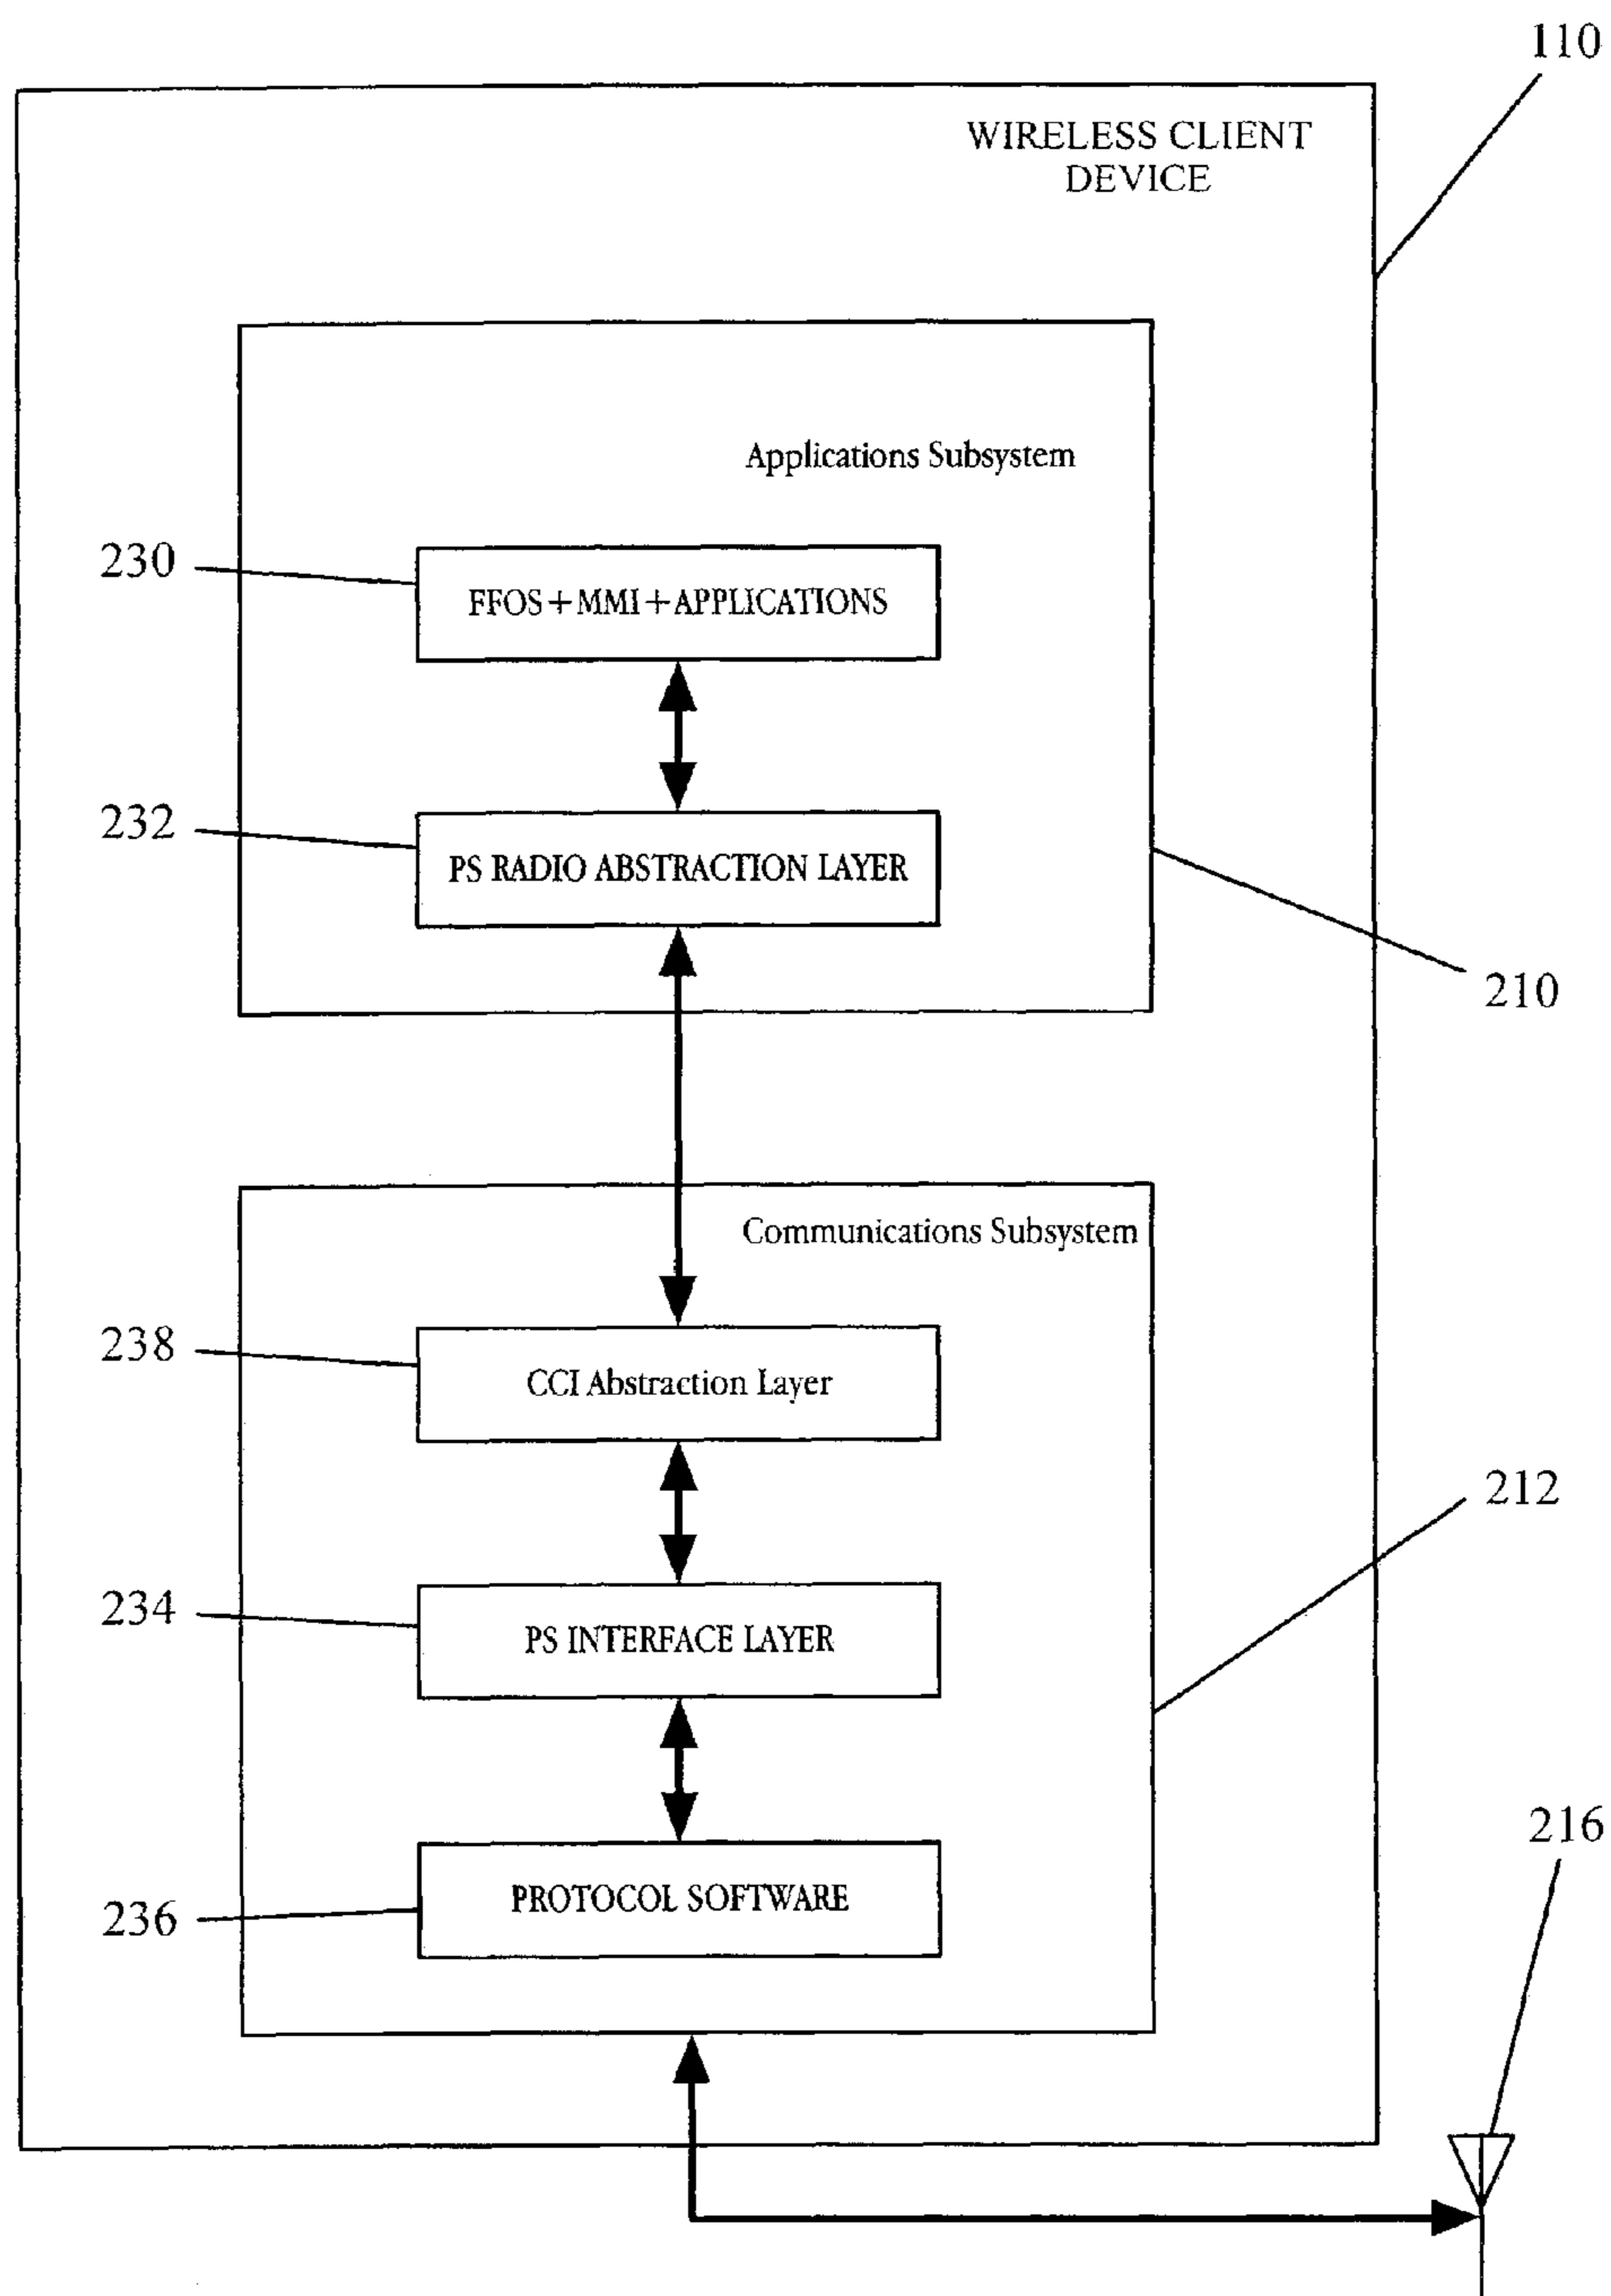 110
WIRELESS CLIENT
DEVICE
Applications Subsystem
230
FFOS+MMI+APPLICATIONS
232
PS RADIO ABSTRACTION LAYER
210
Communications Subsystem
238
CCI Abstraction Layer
212
234
PS INTERFACE LAYER
216
236
PROTOCOL SOFTWARE